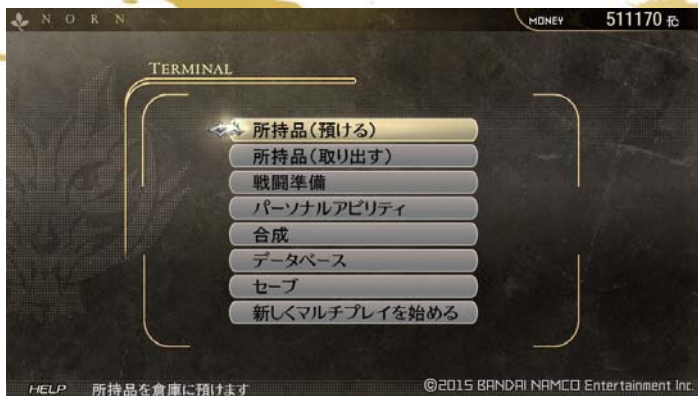 NORN
MONEY 511170 fc
TERMINAL
所持品(預ける)
所持品(取り出す)
戦闘準備
パーソナルアビリティ
合成
データベース
セーブ
新しくマルチプレイを始める
HELP 所持品を倉庫に預けます
©2015 BANDAI NAMCO Entertainment Inc.